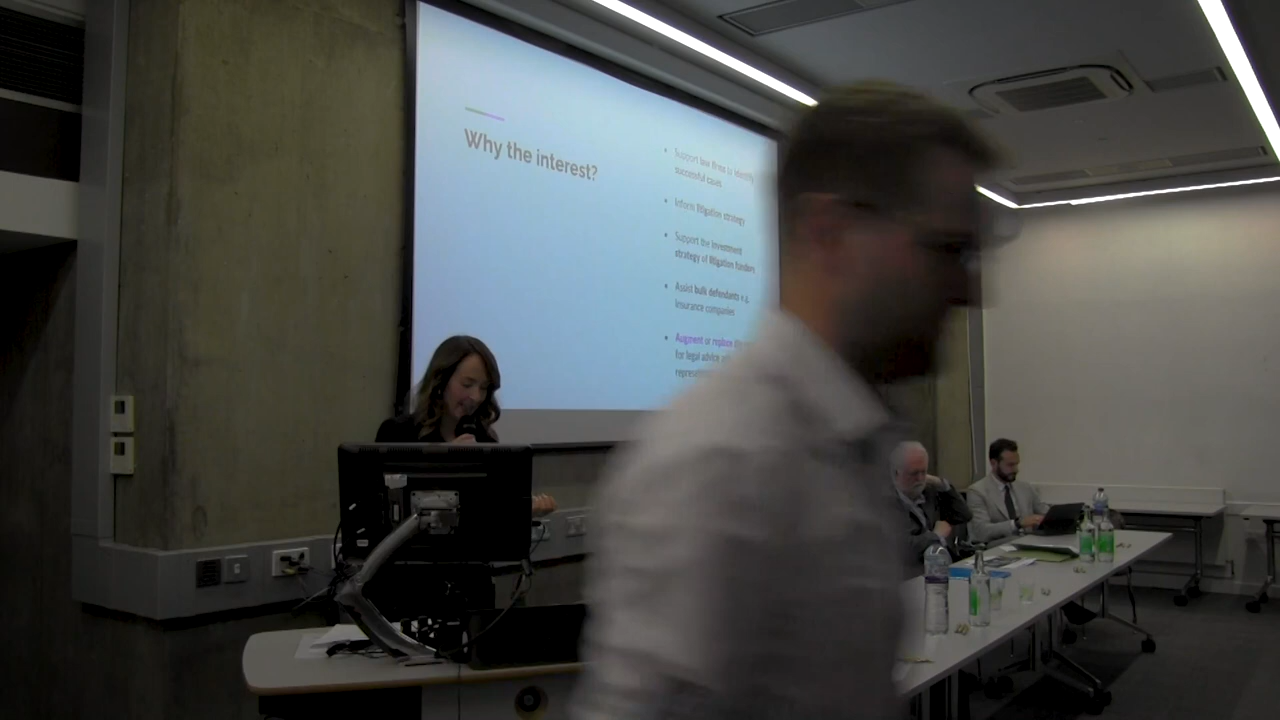 Why the interest?
• Support law firms to identify
successful cases
• Inform litigation strategy
• Support the investment
strategy of litigation funders
• Assist bulk defendants e.g.
insurance companies
• Augment or replace
for legal advice